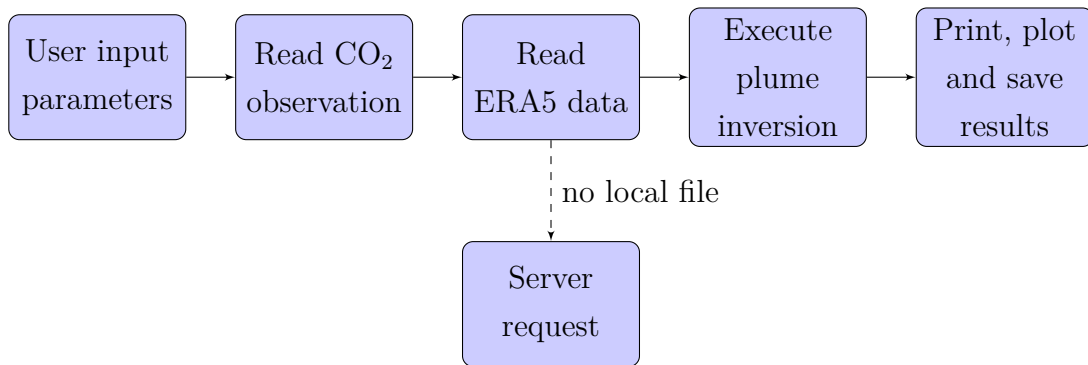 User input
parameters
Read CO₂
observation
Read
ERA5 data
Execute
plume
inversion
Print, plot
and save
results
no local file
Server
request